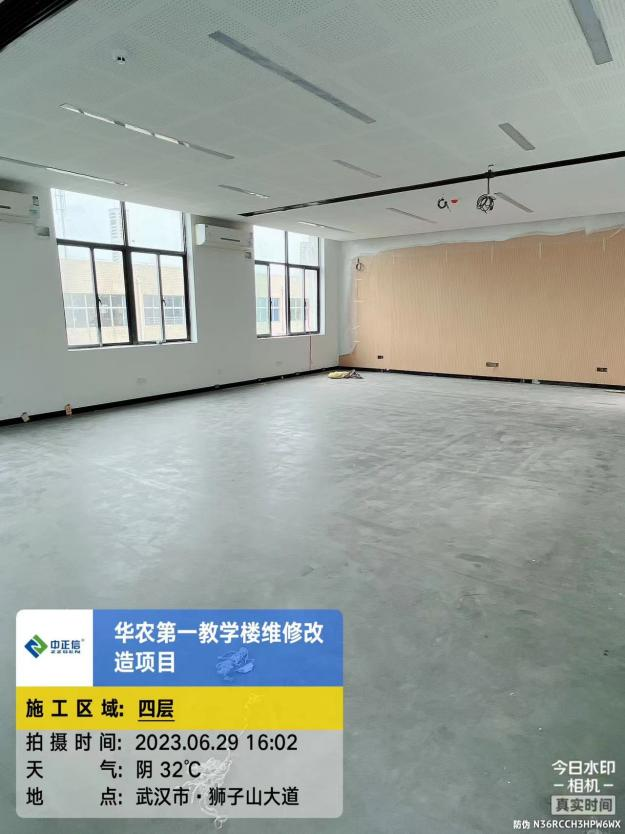 中正信®
ZZGEN
华农第一教学楼维修改
造项目
施工区域: 四层
拍摄时间: 2023.06.29 16:02
天 气: 阴 32℃
地 点: 武汉市·狮子山大道
今日水印
相机
真实时间
防伪 N36RCCH3HPW6WX